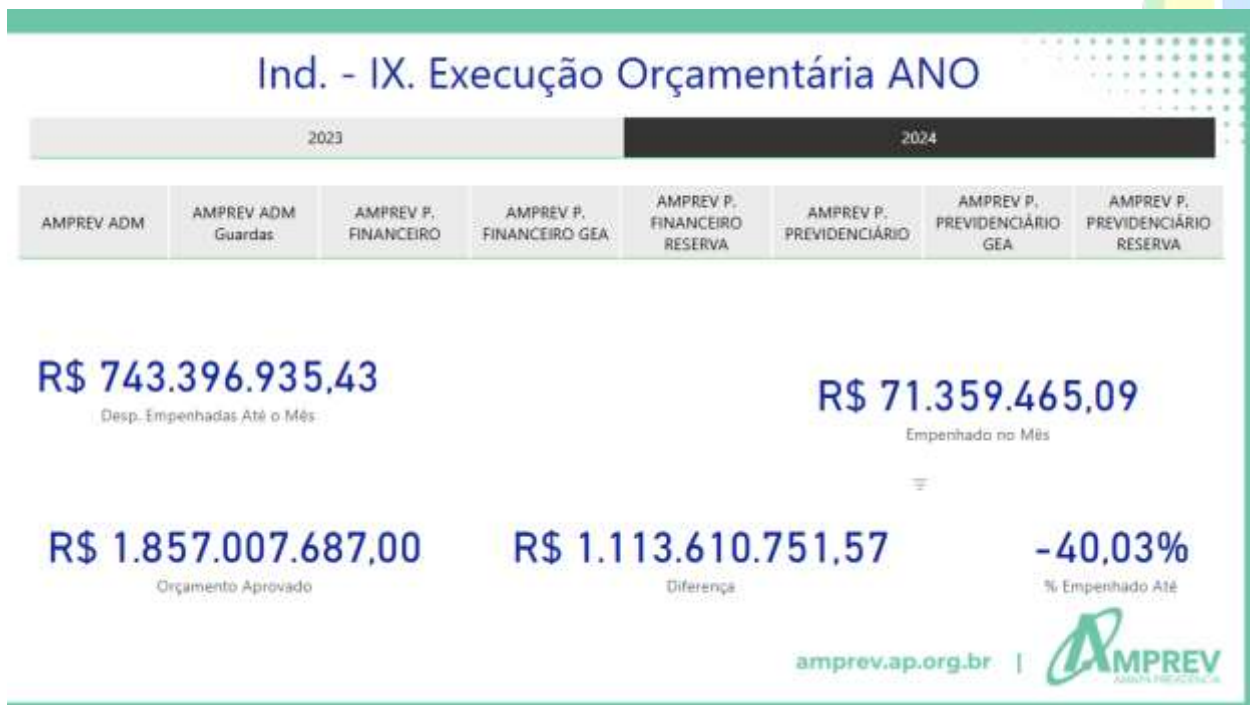 Ind. - IX. Execução Orçamentária ANO
2023
2024
AMPREV ADM
AMPREV ADM
Guardas
AMPREV P.
FINANCEIRO
AMPREV P.
FINANCEIRO GEA
AMPREV P.
FINANCEIRO
RESERVA
AMPREV P.
PREVIDENCIÁRIO
AMPREV P.
PREVIDENCIÁRIO
GEA
AMPREV P.
PREVIDENCIÁRIO
RESERVA
R$ 743.396.935,43
Desp. Empenhadas Até o Mês
R$ 71.359.465,09
Empenhado no Mês
R$ 1.857.007.687,00
Orçamento Aprovado
R$ 1.113.610.751,57
Diferença
-40,03%
% Empenhado Até
amprev.ap.org.br |
AMPREV
AMAPÁ PREVIDÊNCIA